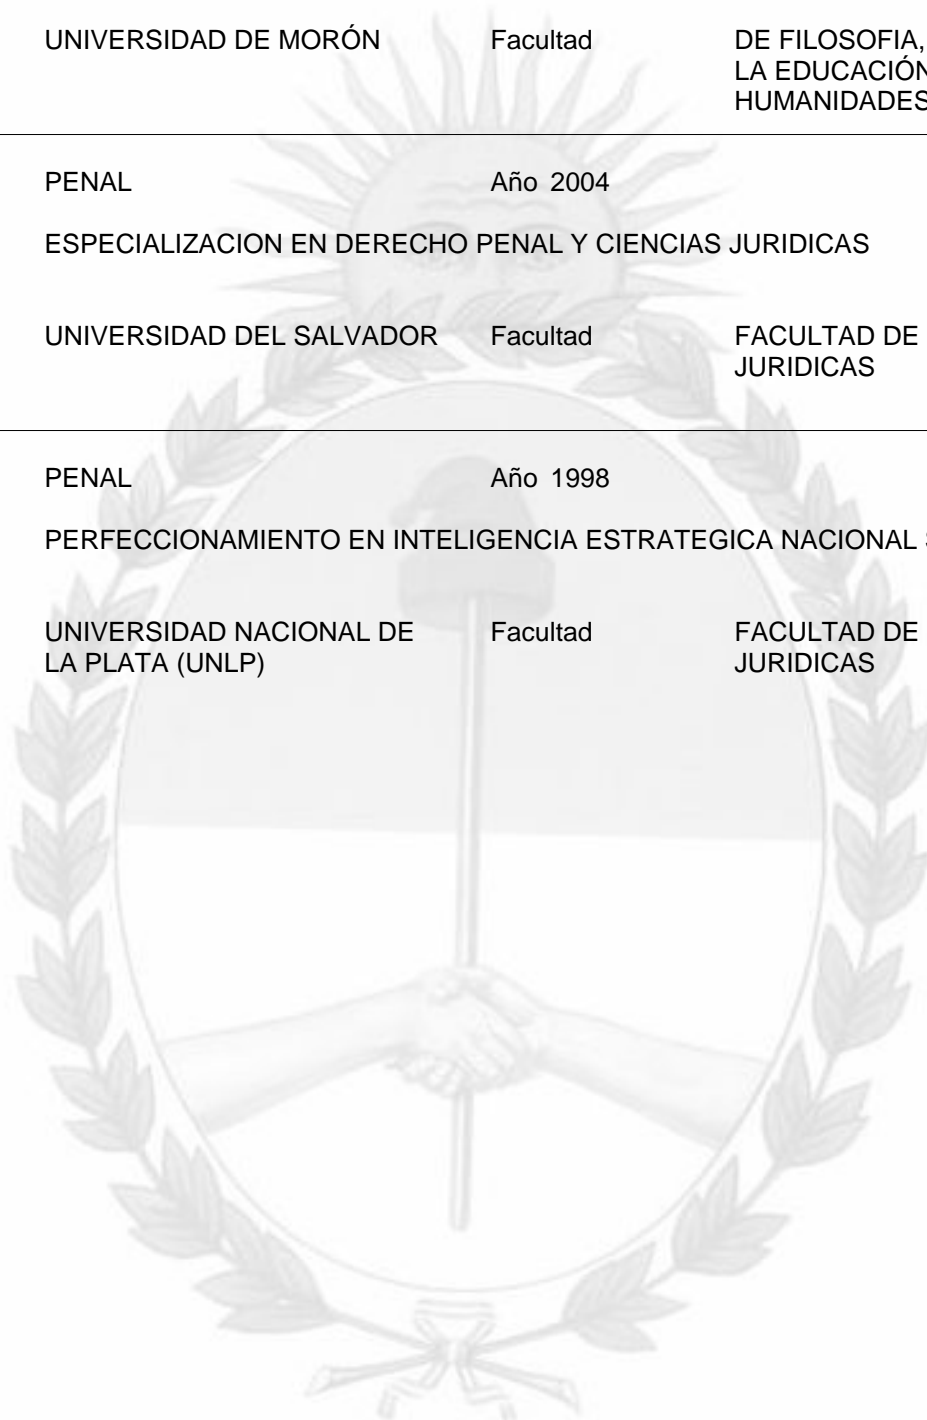 UNIVERSIDAD DE MORÓN Facultad DE FILOSOFIA,
LA EDUCACIÓN
HUMANIDADES
PENAL Año 2004
ESPECIALIZACION EN DERECHO PENAL Y CIENCIAS JURIDICAS
UNIVERSIDAD DEL SALVADOR Facultad FACULTAD DE
JURIDICAS
PENAL Año 1998
PERFECCIONAMIENTO EN INTELIGENCIA ESTRATEGICA NACIONAL
UNIVERSIDAD NACIONAL DE Facultad FACULTAD DE
LA PLATA (UNLP) JURIDICAS